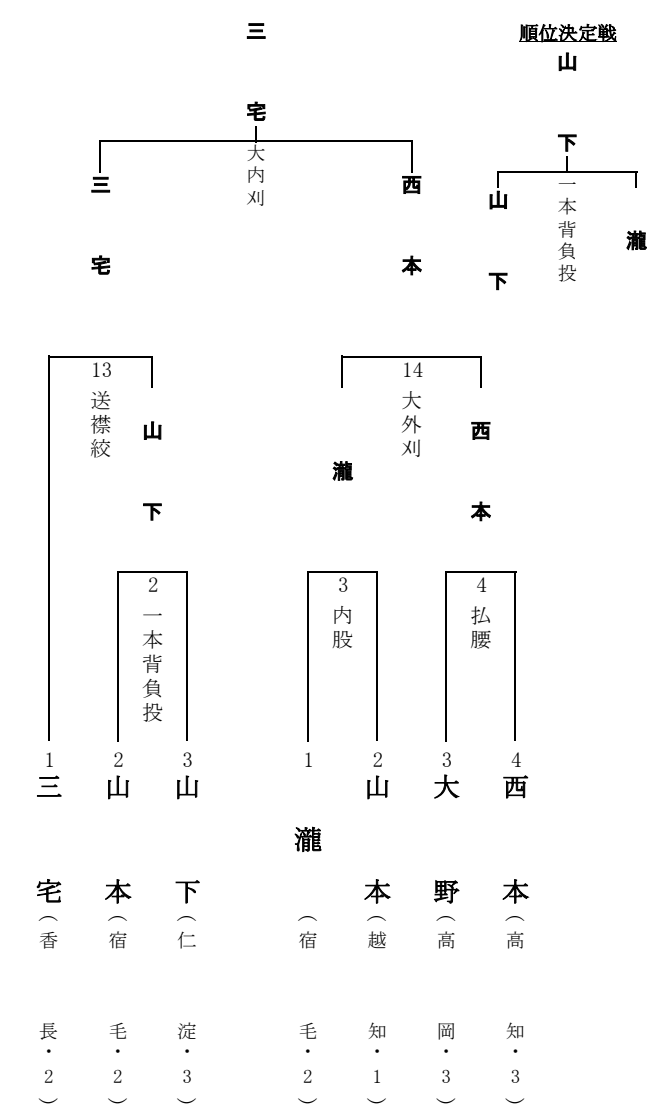 三宅
大内刈
三宅
西本
順位決定戦
山下
一本背負投
山下
瀧
13
送襟絞
山下
14
大外刈
瀧
西本
2
一本背負投
3
内股
4
払腰
1
三宅
(香長・2)
2
山本
(宿毛・2)
3
山下
(仁淀・3)
1
瀧
(宿毛・2)
2
山本
(越知・1)
3
大野
(高岡・3)
4
西本
(高知・3)